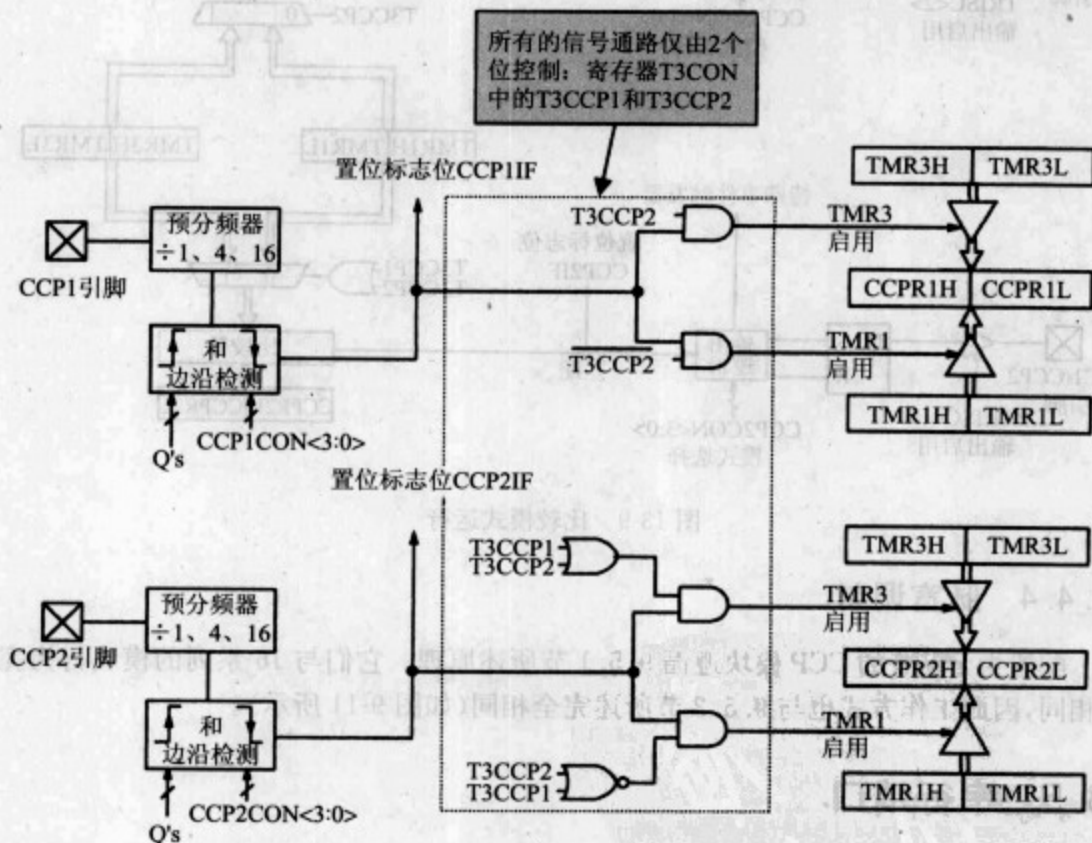 所有的信号通路仅由2个
位控制：寄存器T3CON
中的T3CCP1和T3CCP2
置位标志位CCP1IF
预分频器
÷1、4、16
CCP1引脚
和
边沿检测
Q's
CCP1CON<3:0>
T3CCP2
T3CCP2
TMR3
启用
TMR1
启用
TMR3H TMR3L
CCPR1H CCPR1L
TMR1H TMR1L
置位标志位CCP2IF
预分频器
÷1、4、16
CCP2引脚
和
边沿检测
Q's
CCP2CON<3:0>
T3CCP1
T3CCP2
T3CCP2
T3CCP1
TMR3
启用
TMR1
启用
TMR3H TMR3L
CCPR2H CCPR2L
TMR1H TMR1L